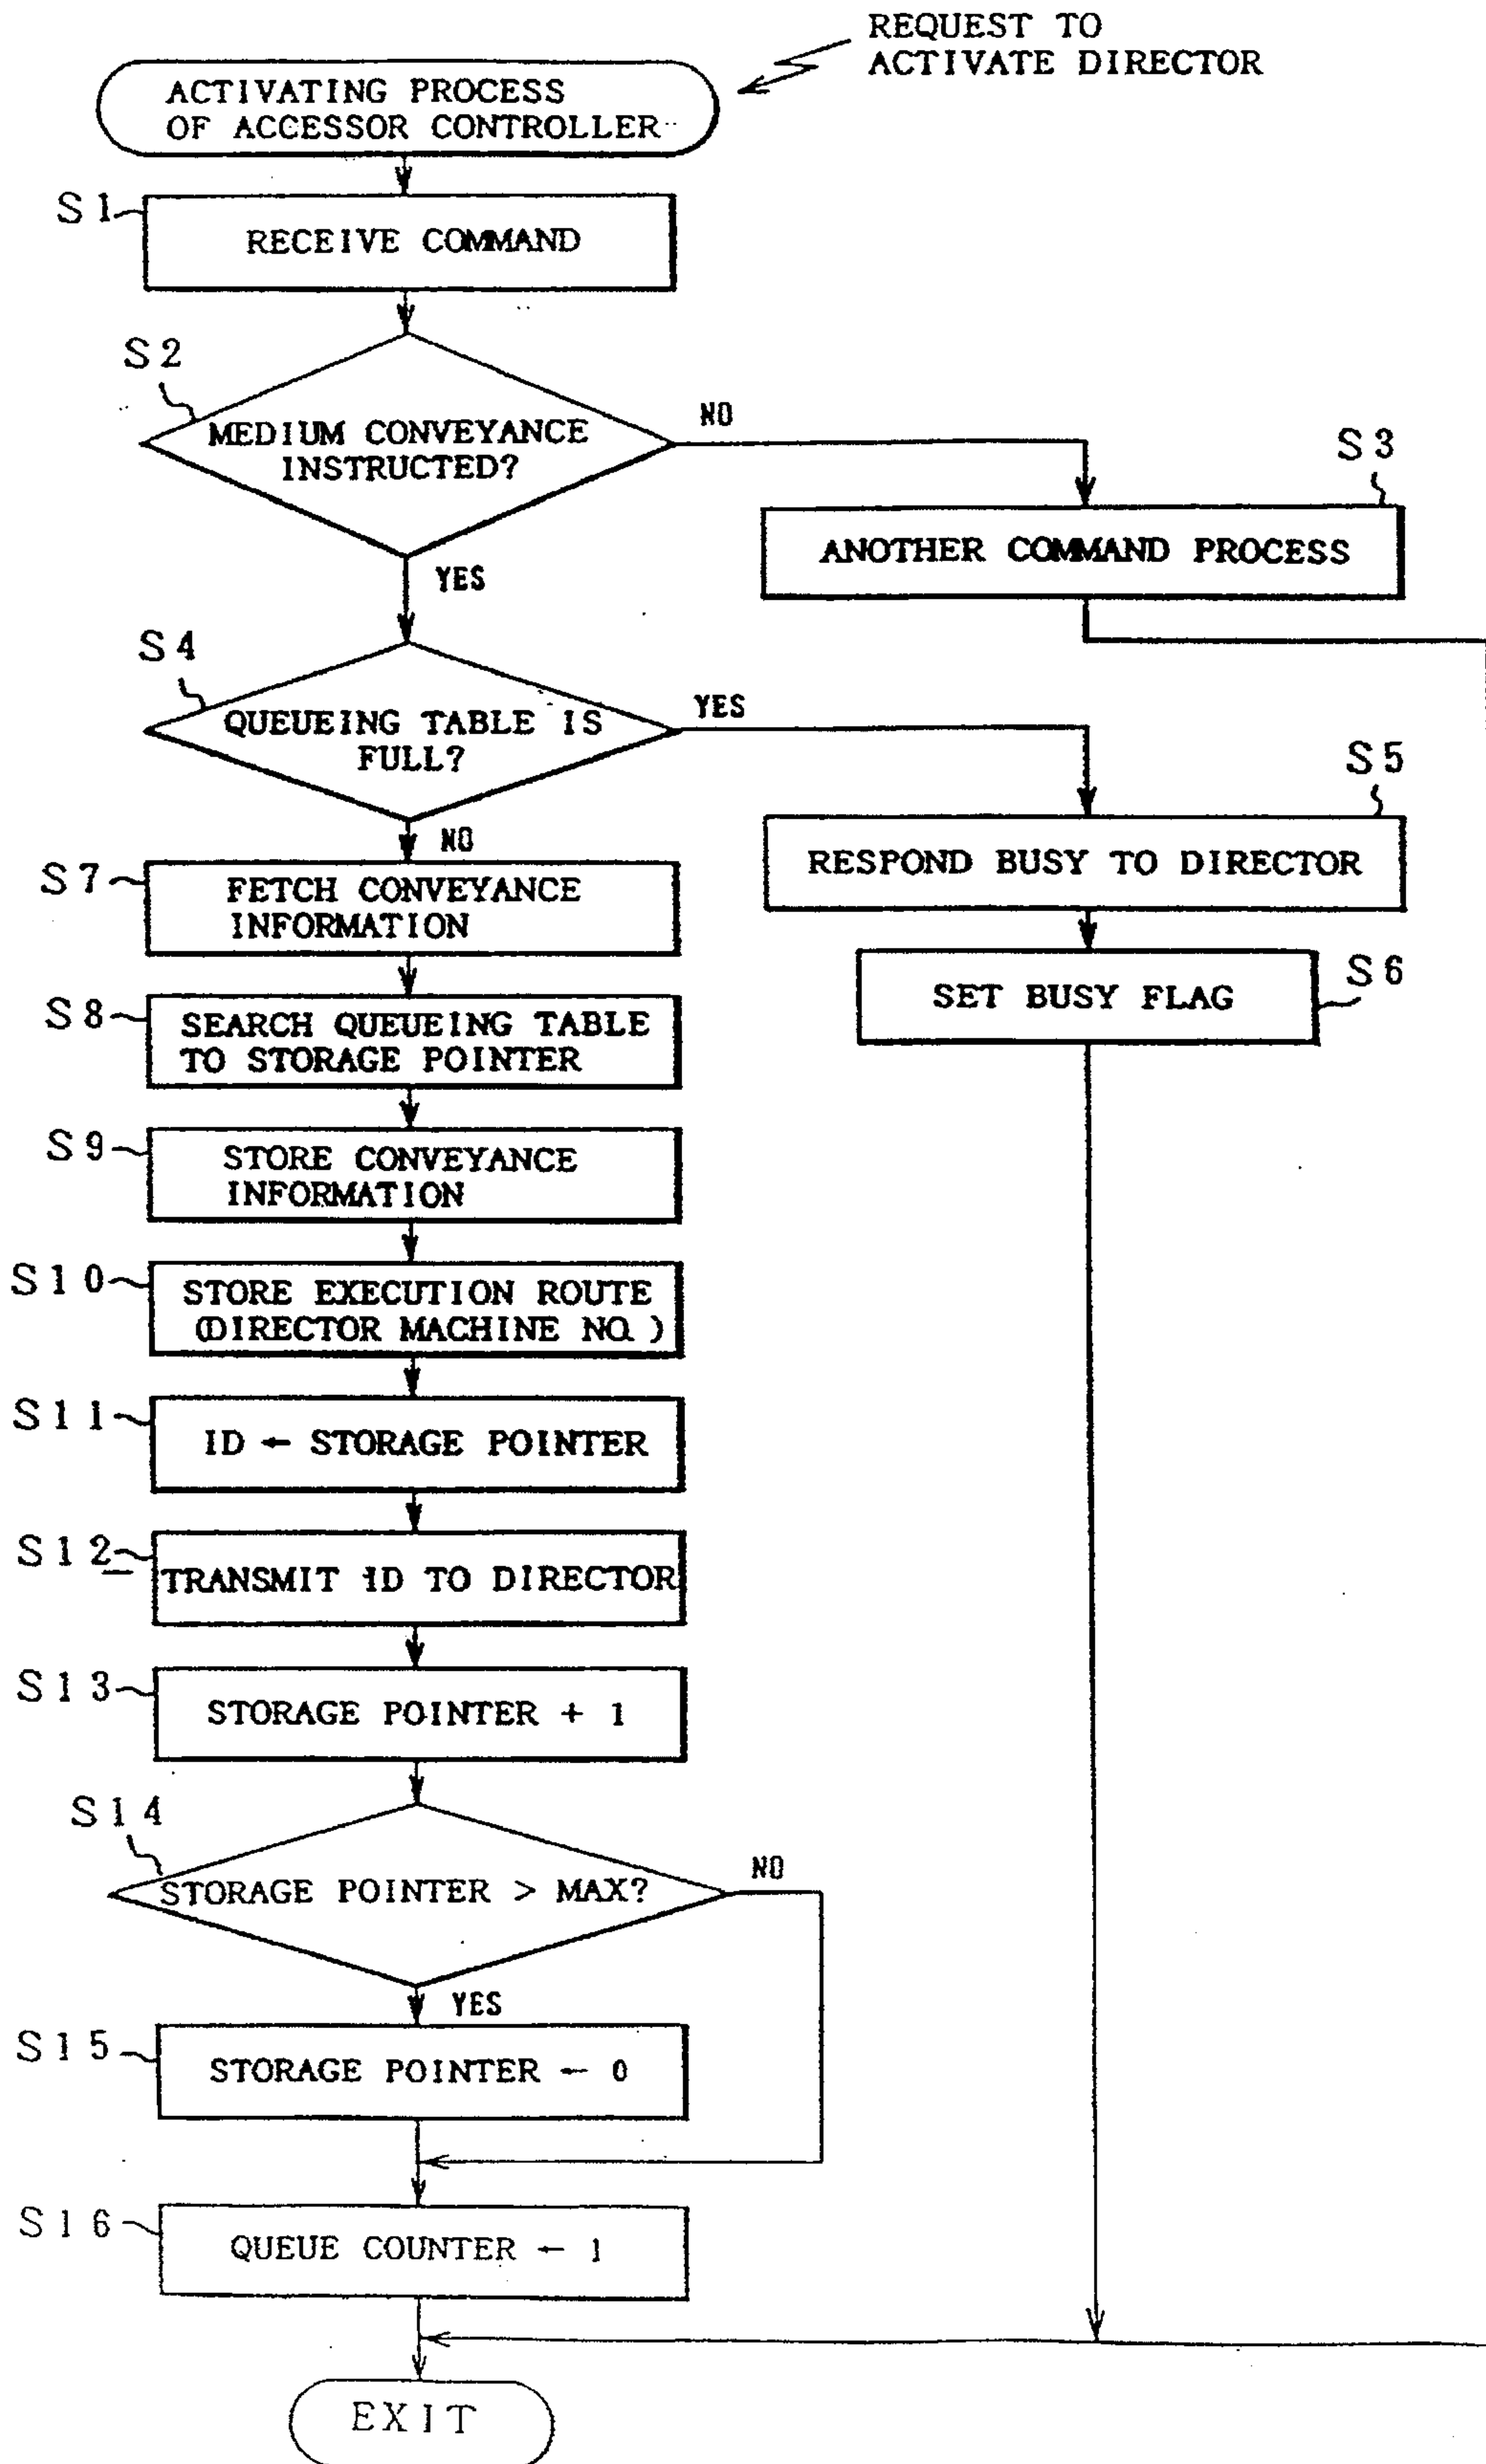 REQUEST TO
ACTIVATE DIRECTOR
ACTIVATING PROCESS
OF ACCESSOR CONTROLLER
S1
RECEIVE COMMAND
S2
MEDIUM CONVEYANCE
INSTRUCTED?
NO
YES
S3
ANOTHER COMMAND PROCESS
S4
QUEUEING TABLE IS
FULL?
YES
NO
S5
RESPOND BUSY TO DIRECTOR
S6
SET BUSY FLAG
S7
FETCH CONVEYANCE
INFORMATION
S8
SEARCH QUEUEING TABLE
TO STORAGE POINTER
S9
STORE CONVEYANCE
INFORMATION
S10
STORE EXECUTION ROUTE
(DIRECTOR MACHINE NO.)
S11
ID ← STORAGE POINTER
S12
TRANSMIT ID TO DIRECTOR
S13
STORAGE POINTER + 1
S14
STORAGE POINTER > MAX?
NO
YES
S15
STORAGE POINTER ← 0
S16
QUEUE COUNTER ← 1
EXIT